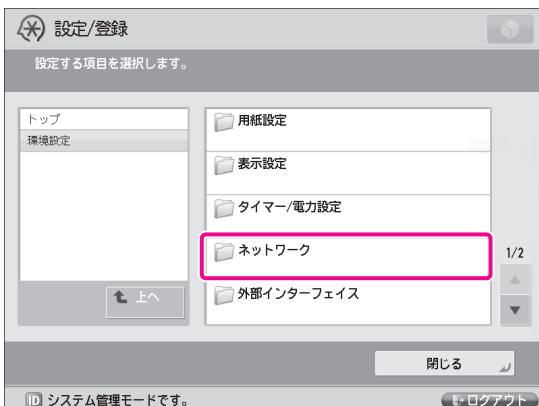 設定/登録
設定する項目を選択します。
トップ
環境設定
用紙設定
表示設定
タイマー/電力設定
ネットワーク
外部インターフェイス
1/2
上へ
閉じる
ID システム管理モードです。
ログアウト